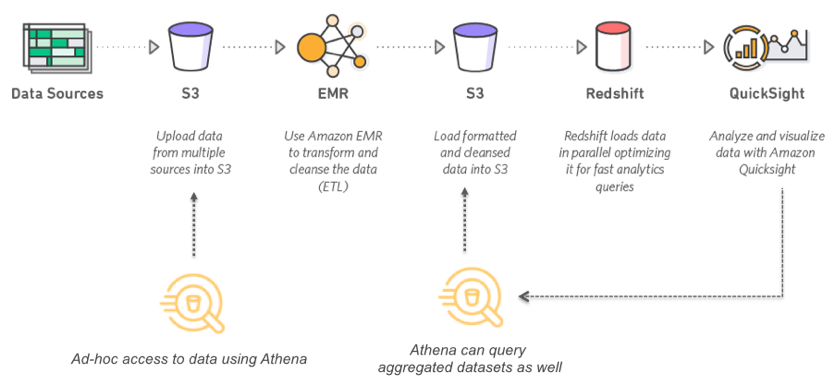 Data Sources
S3
EMR
S3
Redshift
QuickSight
Upload data
from multiple
sources into S3
Use Amazon EMR
to transform and
cleanse the data
(ETL)
Load formatted
and cleansed
data into S3
Redshift loads data
in parallel optimizing
it for fast analytics
queries
Analyze and visualize
data with Amazon
Quicksight
Ad-hoc access to data using Athena
Athena can query
aggregated datasets as well